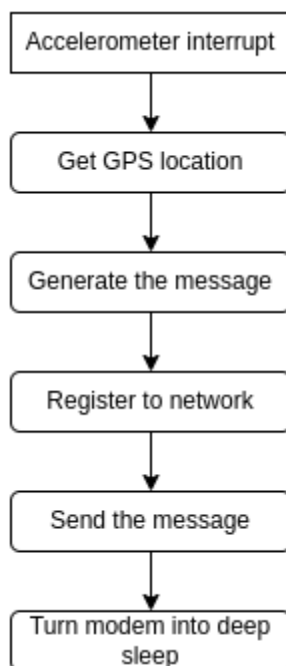 Accelerometer interrupt
Get GPS location
Generate the message
Register to network
Send the message
Turn modem into deep
sleep